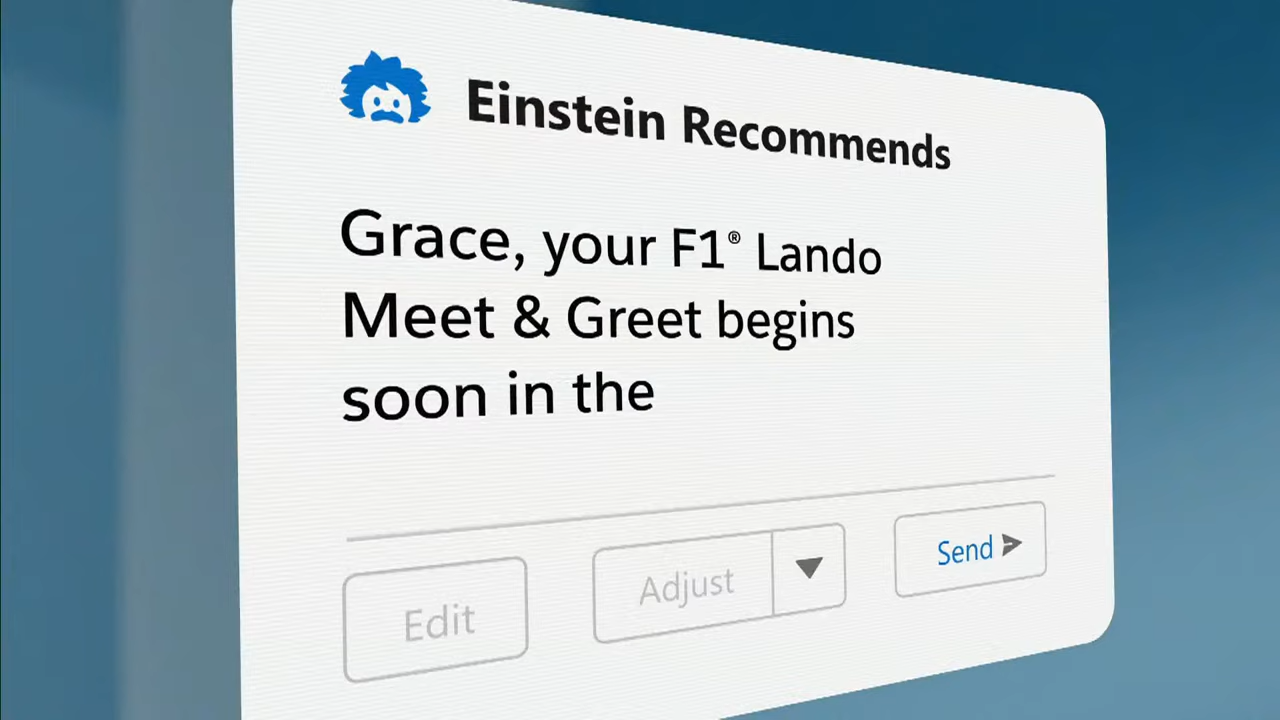 Einstein Recommends
Grace, your F1® Lando
Meet & Greet begins
soon in the
Edit
Adjust
Send